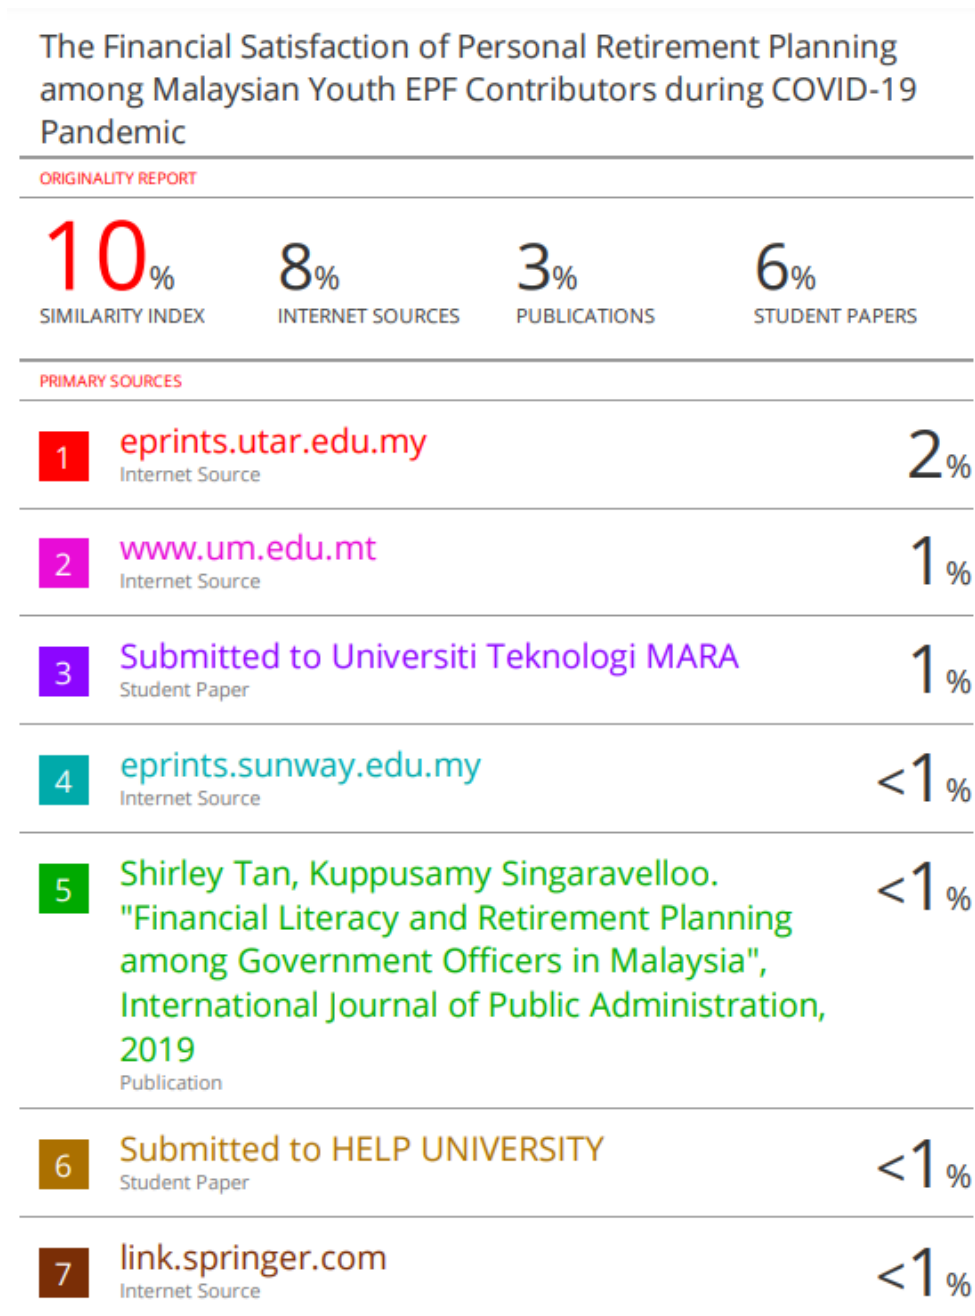 The Financial Satisfaction of Personal Retirement Planning
among Malaysian Youth EPF Contributors during COVID-19
Pandemic
ORIGINALITY REPORT
10% 8% 3% 6%
SIMILARITY INDEX INTERNET SOURCES PUBLICATIONS STUDENT PAPERS
PRIMARY SOURCES
1 eprints.utar.edu.my 2%
Internet Source
2 www.um.edu.mt 1%
Internet Source
3 Submitted to Universiti Teknologi MARA 1%
Student Paper
4 eprints.sunway.edu.my <1%
Internet Source
5 Shirley Tan, Kuppusamy Singaravelloo. <1%
"Financial Literacy and Retirement Planning
among Government Officers in Malaysia",
International Journal of Public Administration,
2019
Publication
6 Submitted to HELP UNIVERSITY <1%
Student Paper
7 link.springer.com <1%
Internet Source